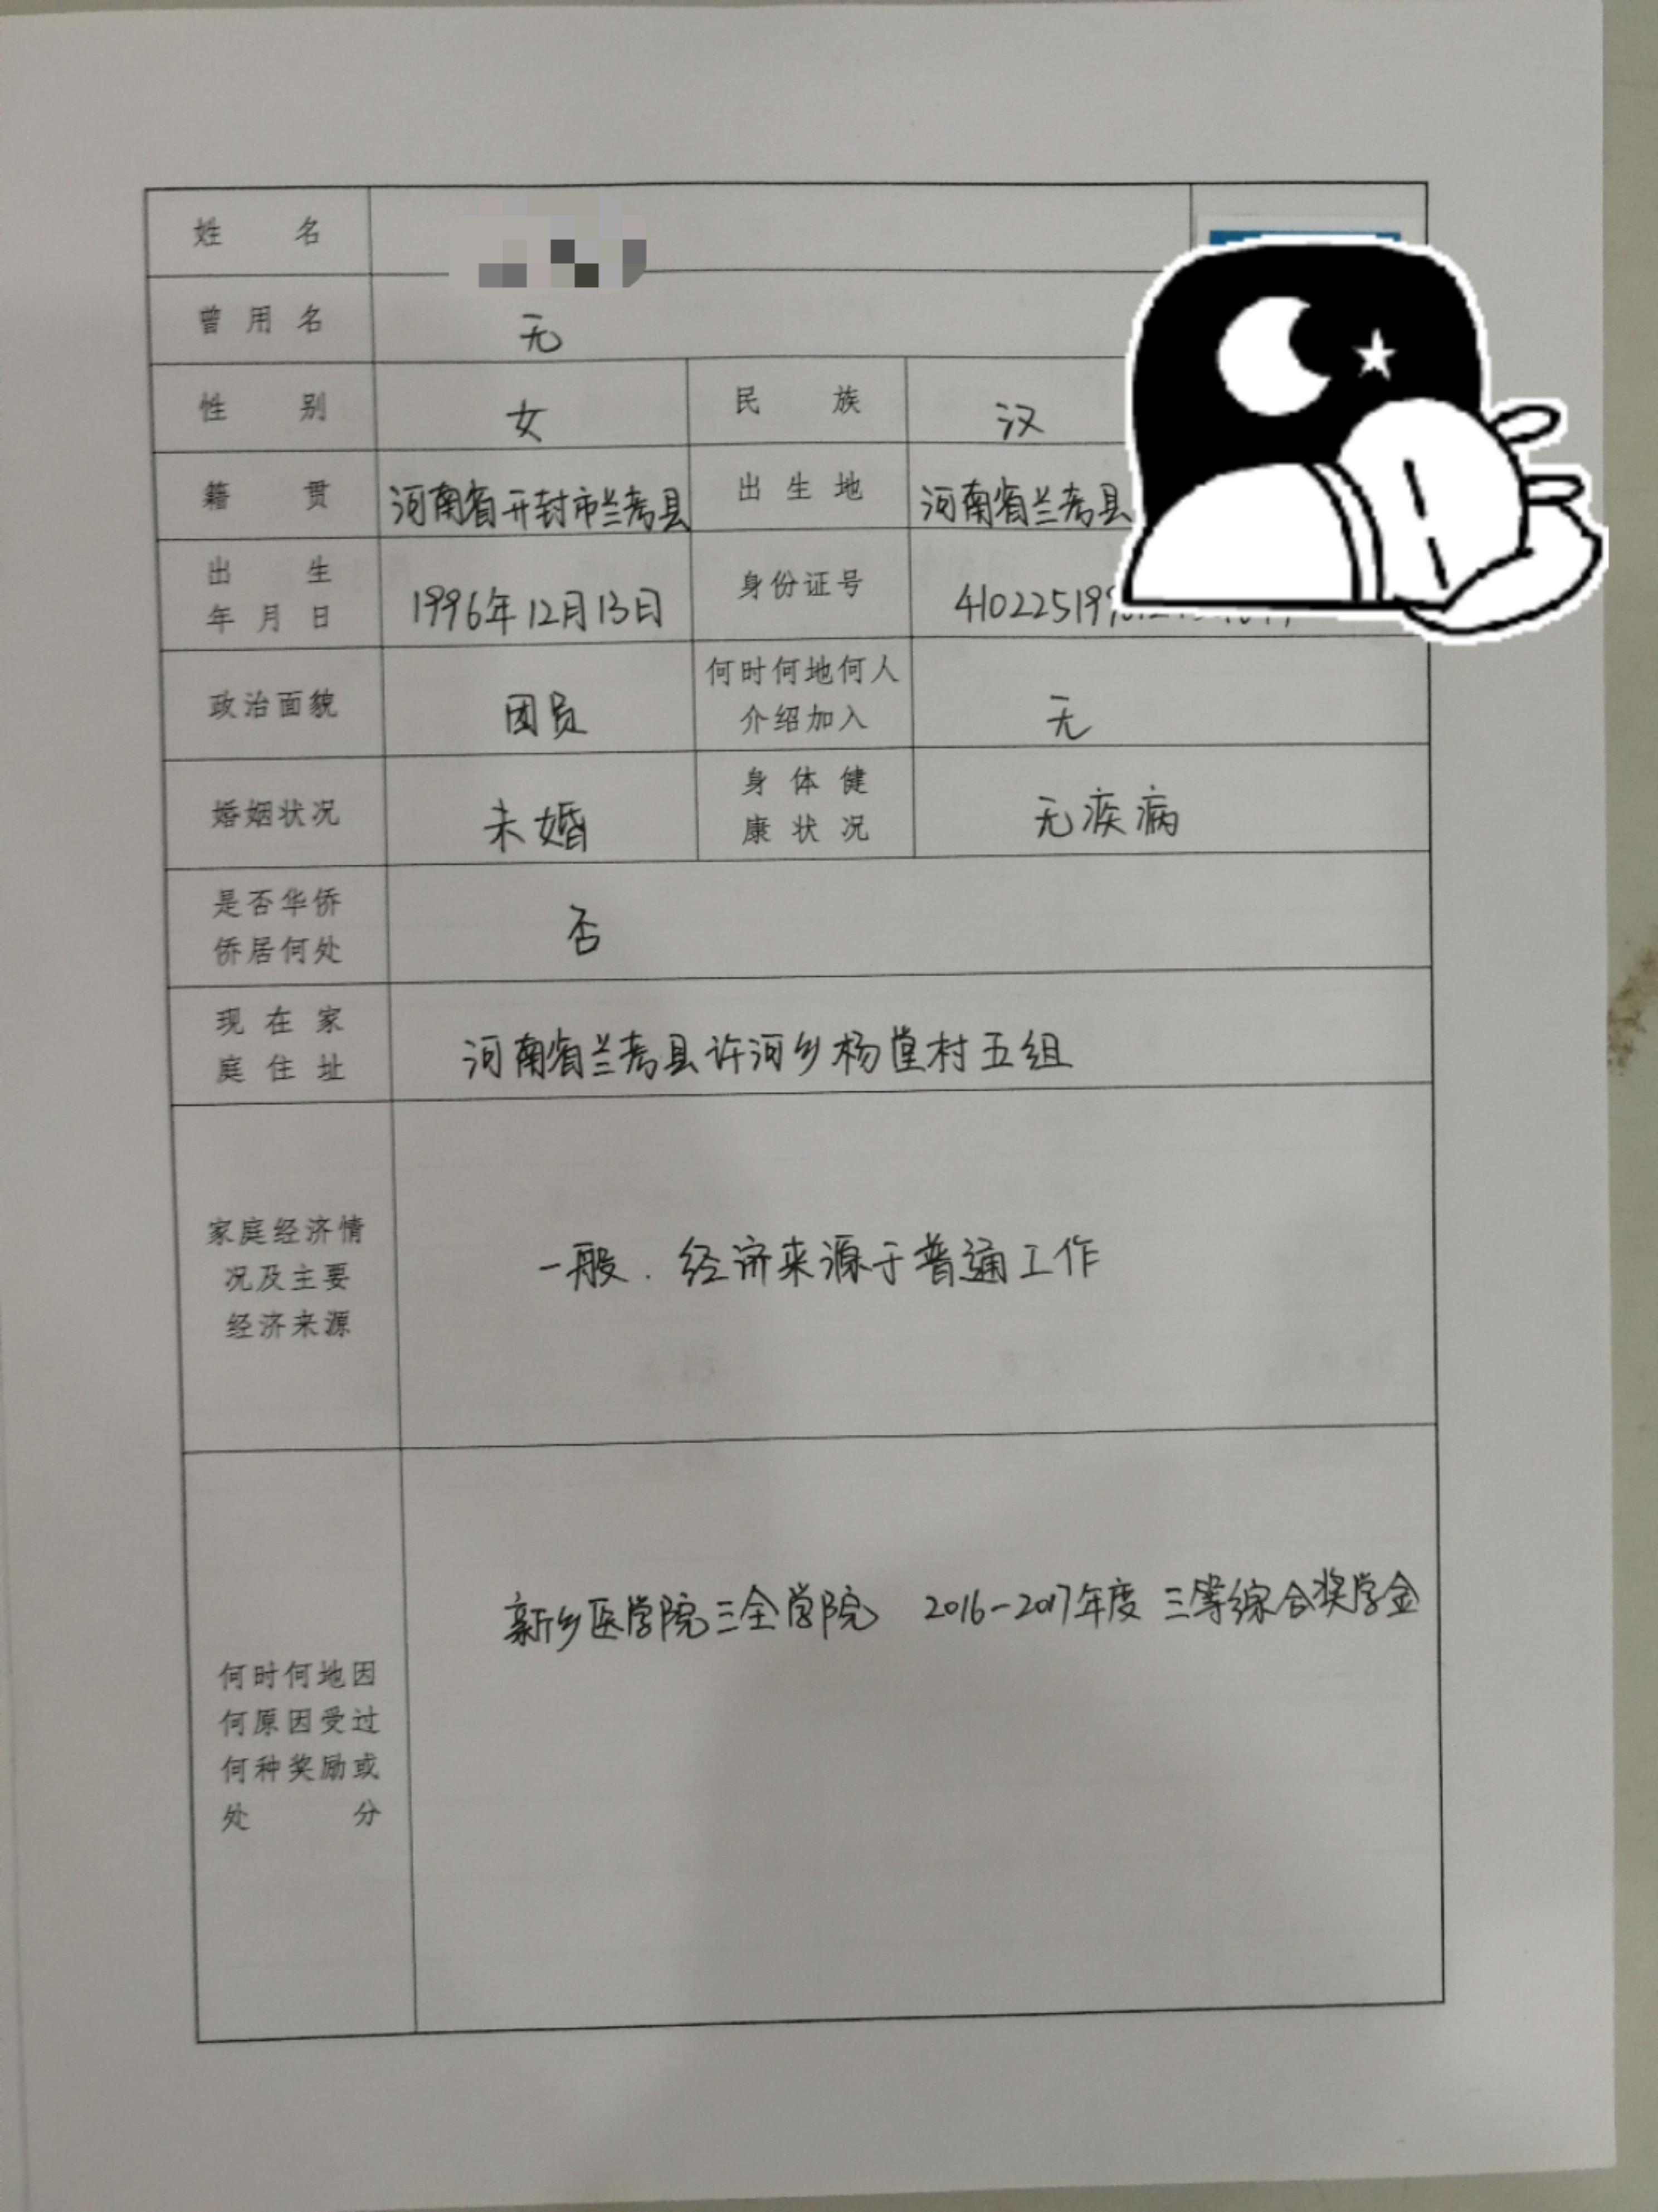 姓 名
曾用名 无
性 别 女 民 族 汉
籍 贯 河南省开封市兰考县 出生地 河南省兰考县
出 生
年月日 1996年12月13日 身份证号 41022519
政治面貌 团员 何时何地何人
介绍加入 无
婚姻状况 未婚 身体健
康状况 无疾病
是否华侨
侨居何处 否
现在家
庭住址 河南省兰考县许河乡杨堂村五组
家庭经济情
况及主要
经济来源 一般.经济来源于普通工作
新乡医学院三全学院 2016-2017年度 三等综合奖学金
何时何地因
何原因受过
何种奖励或
处 分